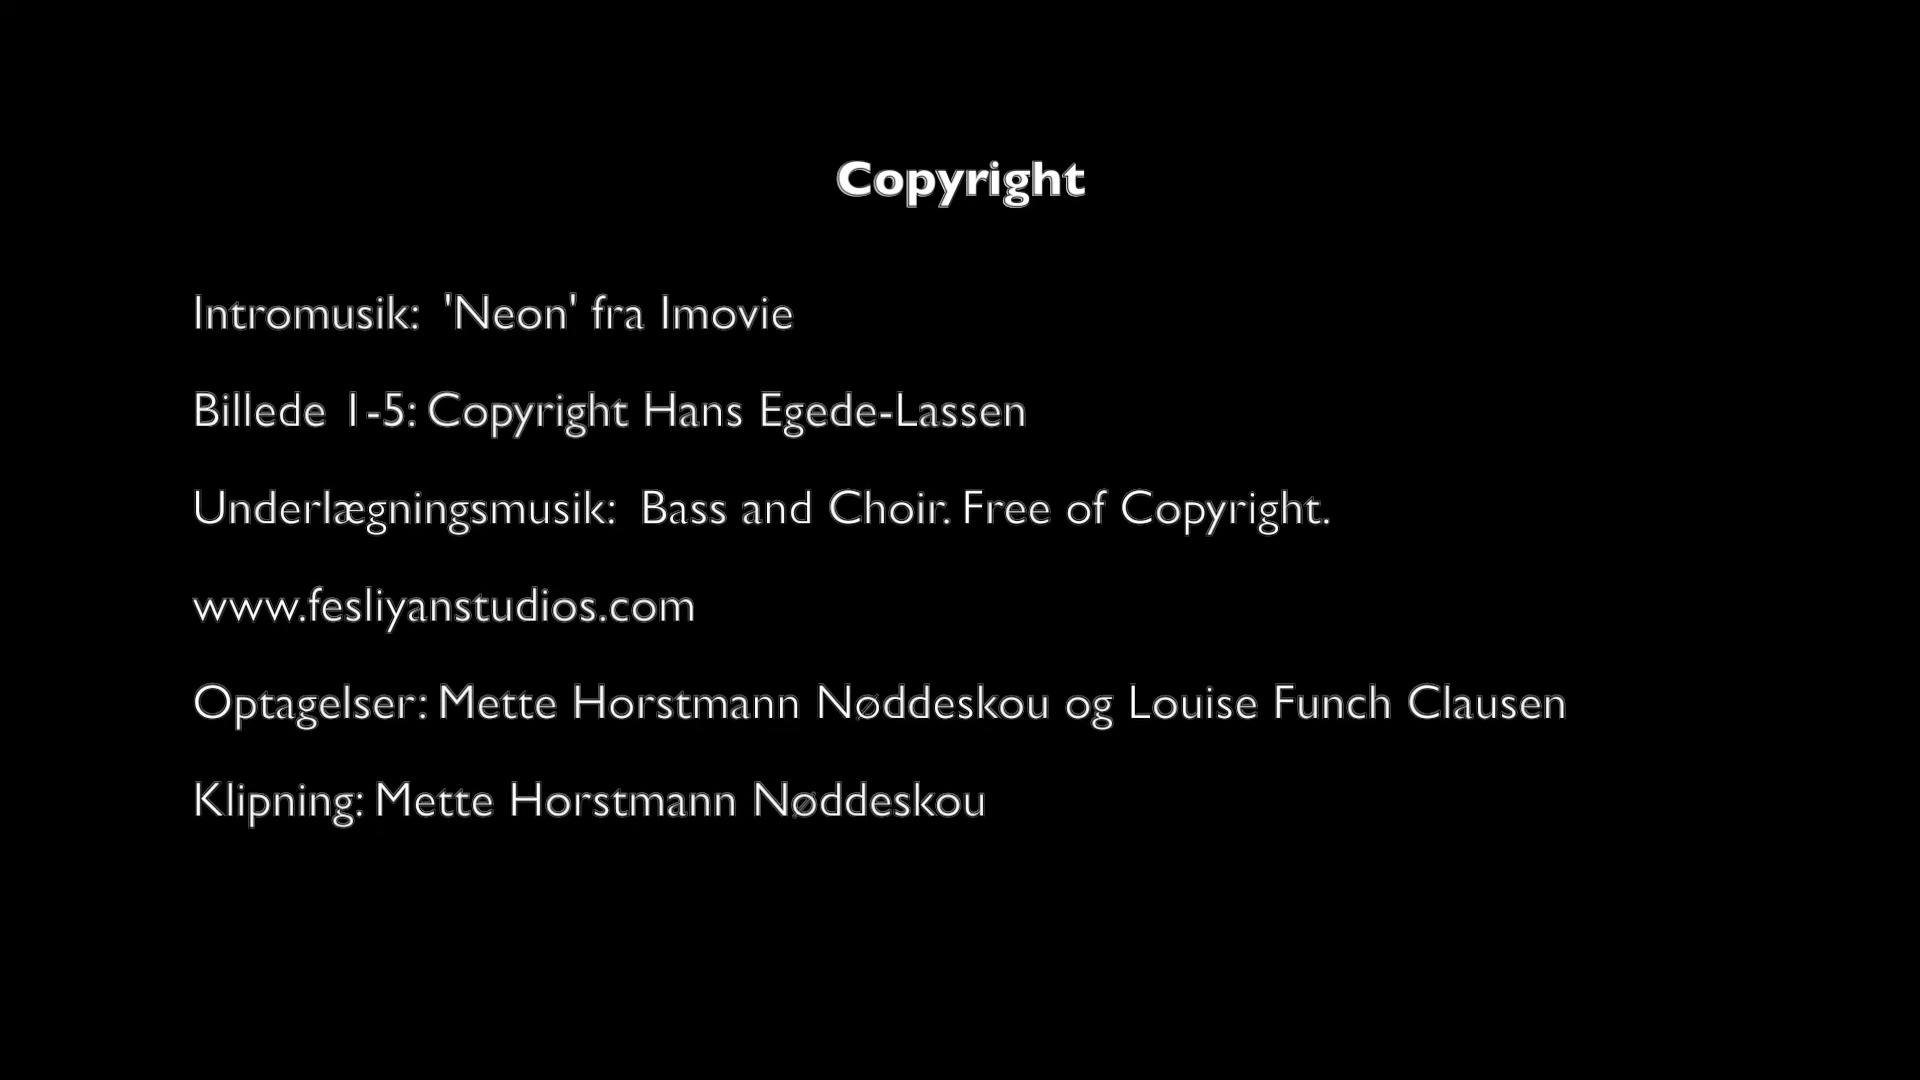 Copyright
Intromusik: 'Neon' fra Imovie
Billede 1-5: Copyright Hans Egede-Lassen
Underlægningsmusik: Bass and Choir. Free of Copyright.
www.fesliyanstudios.com
Optagelser: Mette Horstmann Nøddeskou og Louise Funch Clausen
Klipning: Mette Horstmann Nøddeskou